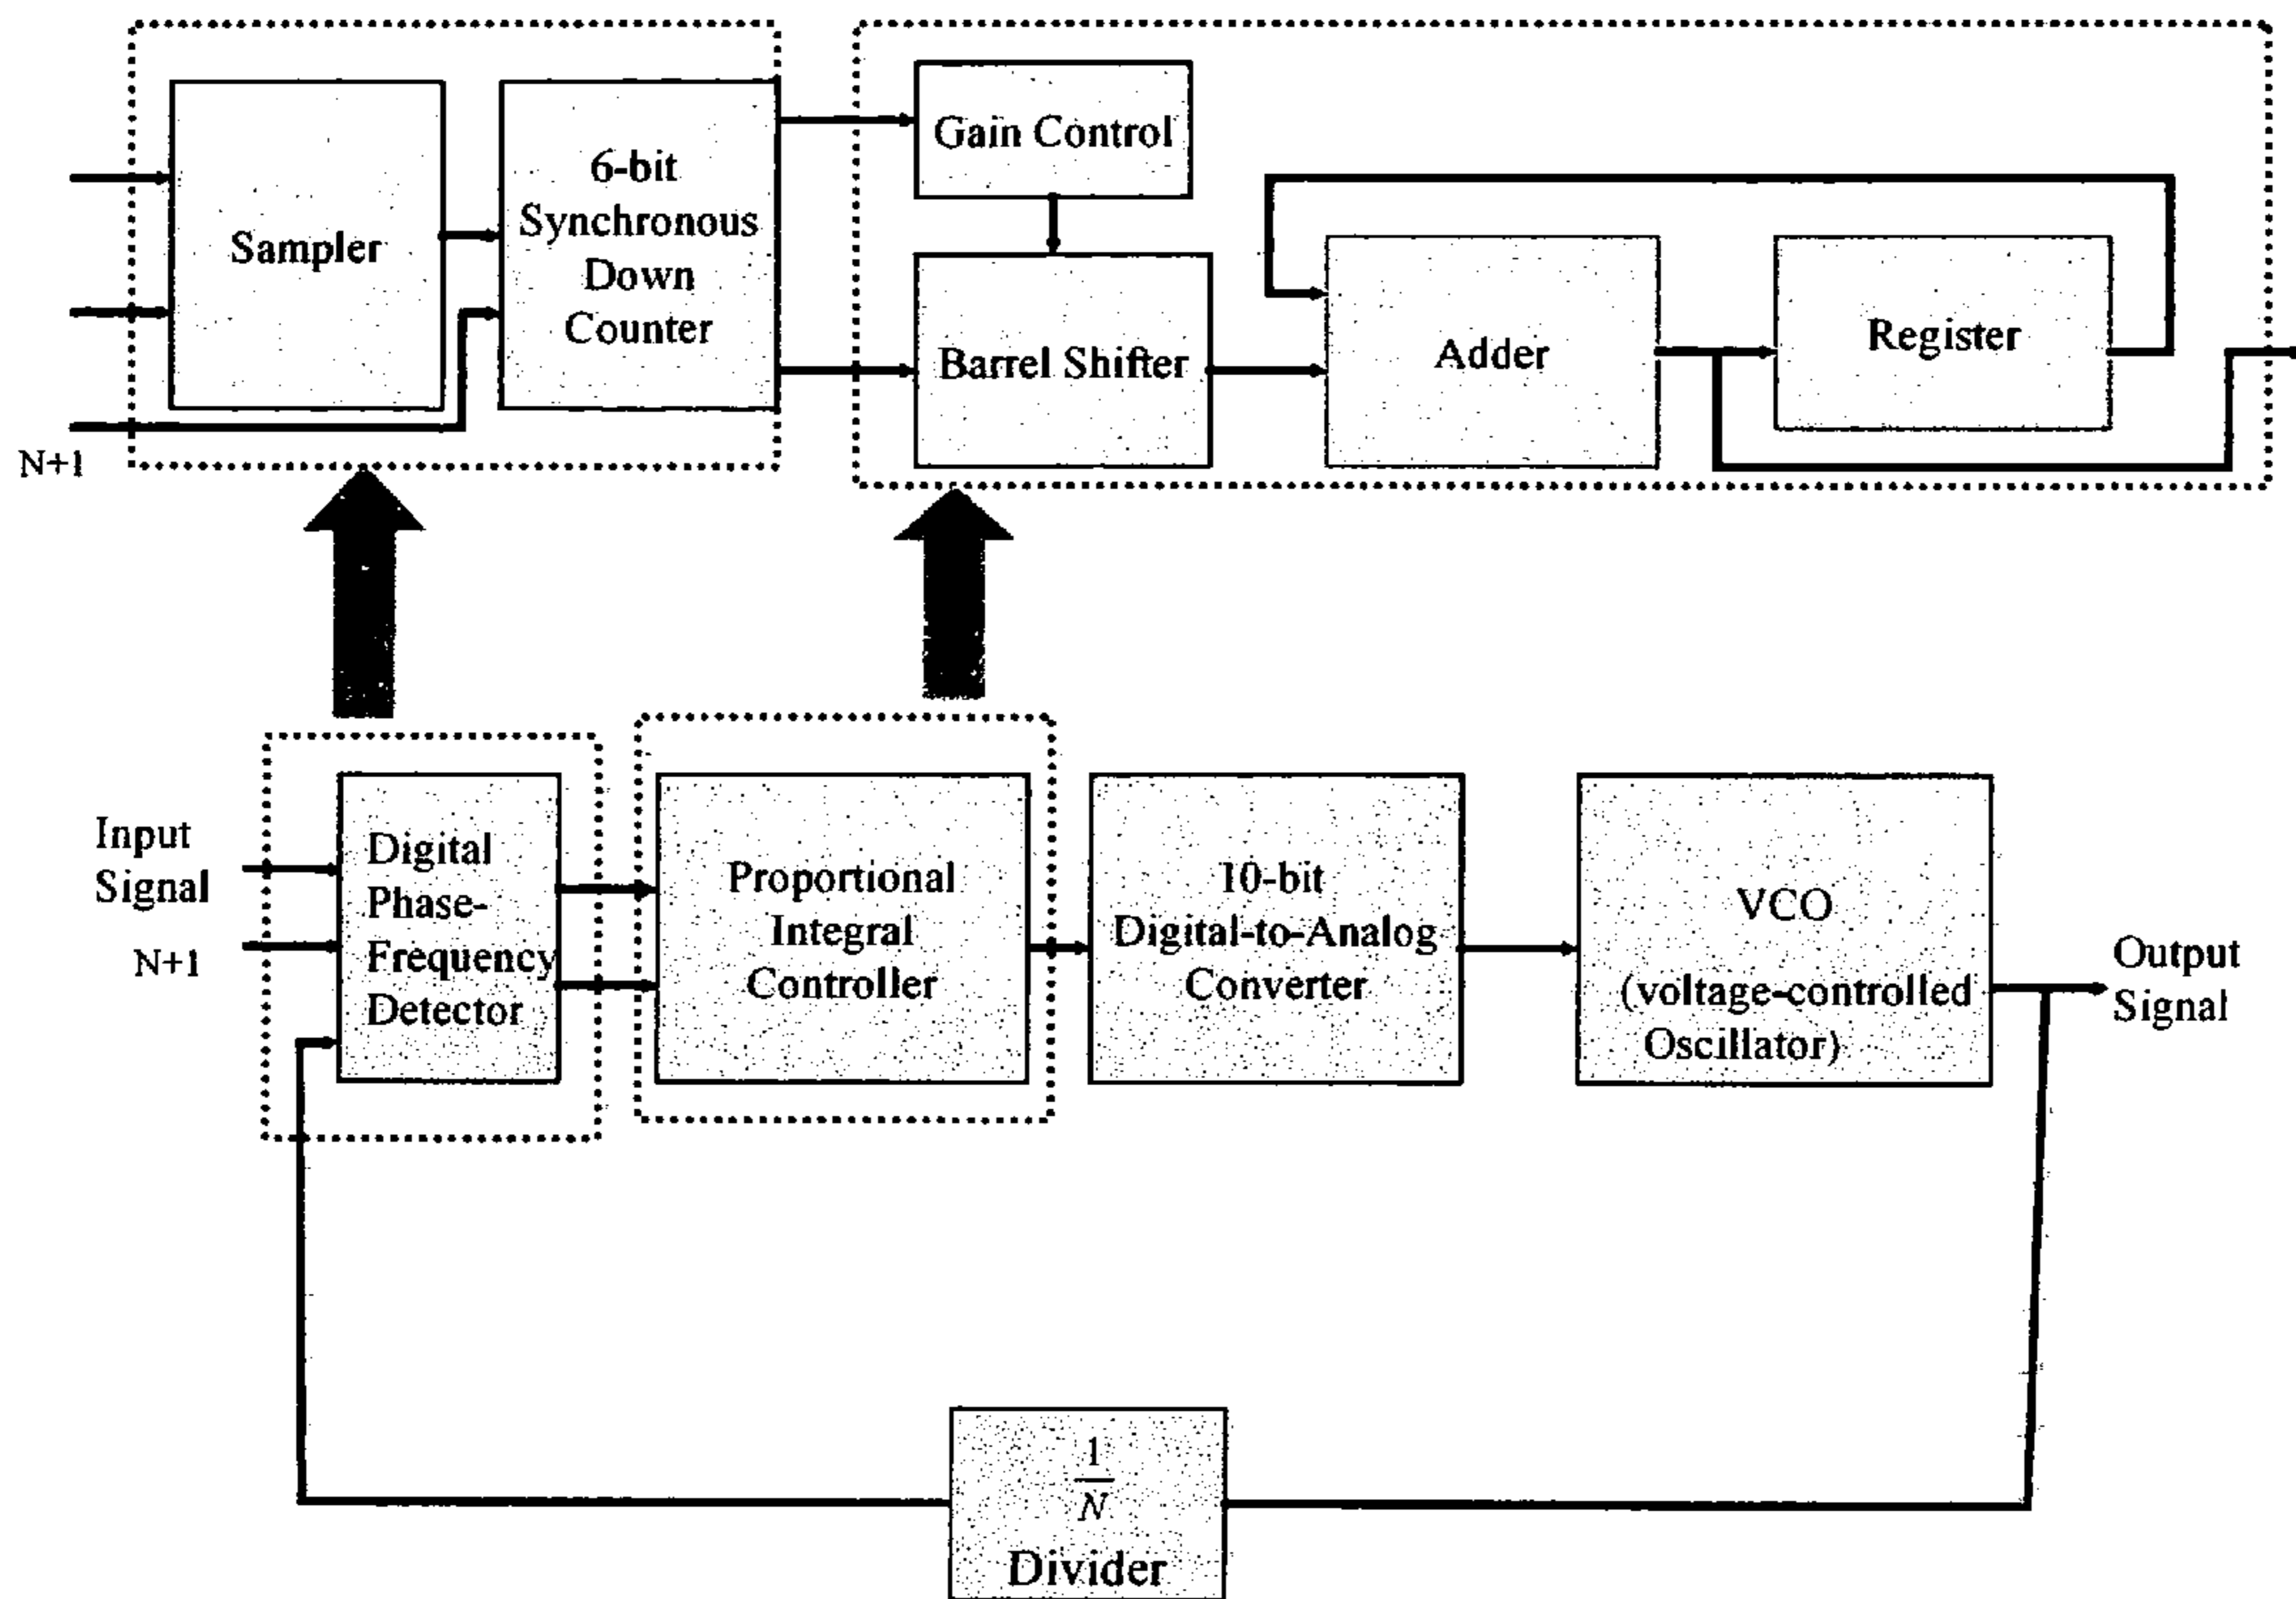 Sampler
6-bit
Synchronous
Down
Counter
N+1
Gain Control
Barrel Shifter
Adder
Register
Input
Signal
N+1
Digital
Phase-
Frequency
Detector
Proportional
Integral
Controller
10-bit
Digital-to-Analog
Converter
VCO
(voltage-controlled
Oscillator)
Output
Signal
1
N
Divider